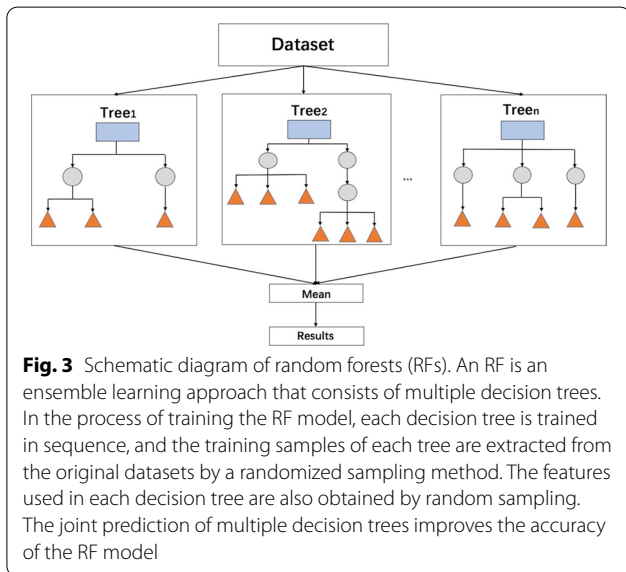 Dataset
Tree1
Tree2
Treen
...
Mean
Results
Fig. 3 Schematic diagram of random forests (RFs). An RF is an
ensemble learning approach that consists of multiple decision trees.
In the process of training the RF model, each decision tree is trained
in sequence, and the training samples of each tree are extracted from
the original datasets by a randomized sampling method. The features
used in each decision tree are also obtained by random sampling.
The joint prediction of multiple decision trees improves the accuracy
of the RF model